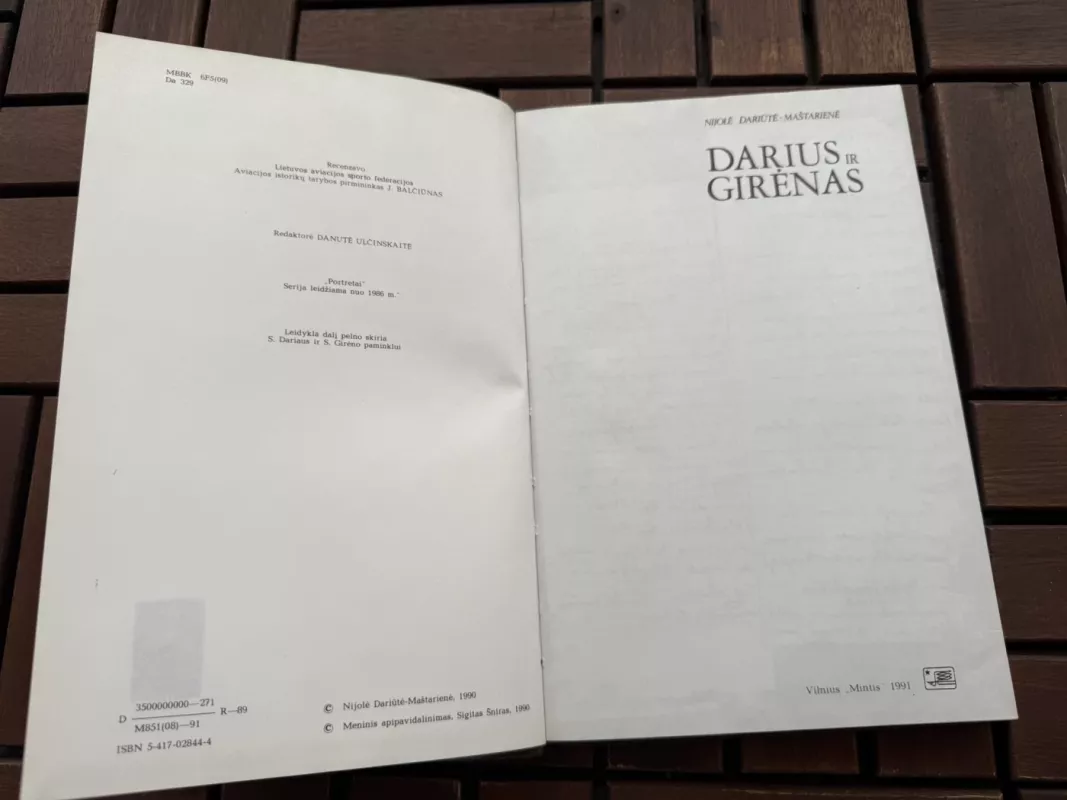 MBBK 6F5(09)
Da 329
Recenzavo
Lietuvos aviacijos sporto federacijos
Aviacijos istorikų tarybos pirmininkas J. BALČIŪNAS
Redaktorė DANUTĖ ULČINSKAITĖ
„Portretai“
Serija leidžiama nuo 1986 m.
Leidykla dalį pelno skiria
S. Dariaus ir S. Girėno paminklui
D 3500000000—271 R—89
M851(08)—91
ISBN 5-417-02844-4
© Nijolė Dariūtė-Maštarienė, 1990
© Meninis apipavidalinimas, Sigitas Šniras, 1990
NIJOLĖ DARIŪTĖ-MAŠTARIENĖ
DARIUS IR
GIRĖNAS
Vilnius „Mintis“ 1991